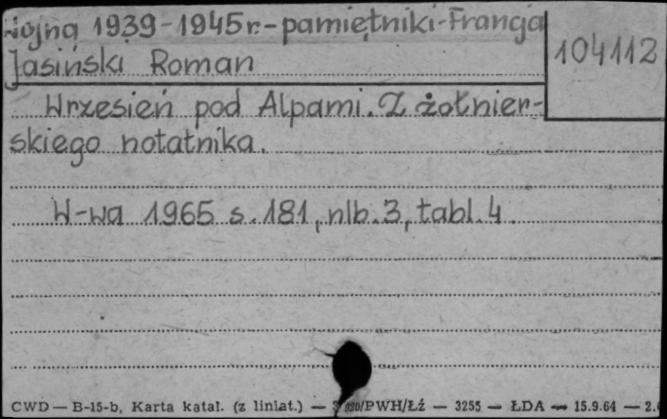 Wojna 1939-1945r.-pamiętniki-Francja
104112
Jasiński Roman
Wrzesień pod Alpami. Z żołnier-
skiego notatnika.
W-wa 1965 s.181, nlb.3, tabl.4.
CWD — B-15-b, Karta katal. (z liniat.) — /PWH/Łź — 3255 — ŁDA — 15.9.64 — 2.